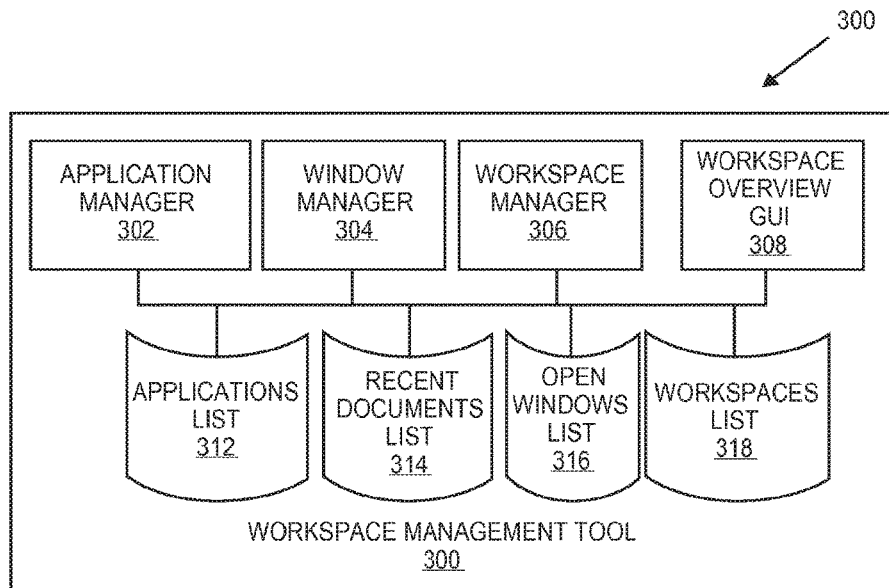 300
APPLICATION
MANAGER
302
WINDOW
MANAGER
304
WORKSPACE
MANAGER
306
WORKSPACE
OVERVIEW
GUI
308
APPLICATIONS
LIST
312
RECENT
DOCUMENTS
LIST
314
OPEN
WINDOWS
LIST
316
WORKSPACES
LIST
318
WORKSPACE MANAGEMENT TOOL
300